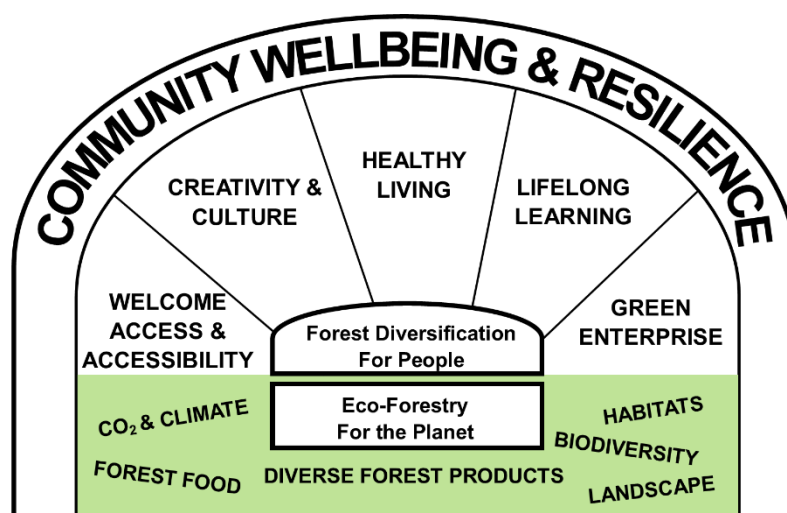 COMMUNITY WELLBEING & RESILIENCE
HEALTHY
LIVING
CREATIVITY &
CULTURE
LIFELONG
LEARNING
WELCOME
ACCESS &
ACCESSIBILITY
GREEN
ENTERPRISE
Forest Diversification
For People
Eco-Forestry
For the Planet
CO₂ & CLIMATE
HABITATS
BIODIVERSITY
FOREST FOOD
DIVERSE FOREST PRODUCTS
LANDSCAPE